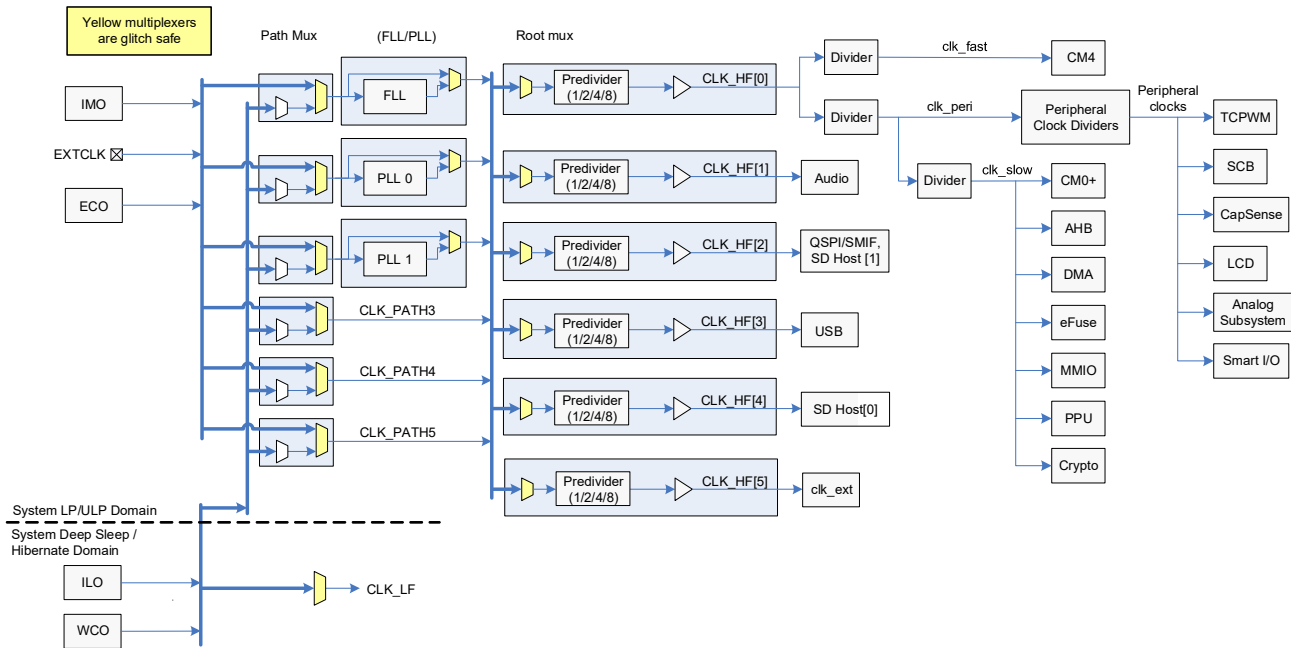 Yellow multiplexers
are glitch safe
Path Mux
(FLL/PLL)
Root mux
IMO
EXTCLK
ECO
FLL
PLL 0
PLL 1
CLK_PATH3
CLK_PATH4
CLK_PATH5
Predivider
(1/2/4/8)
CLK_HF[0]
Predivider
(1/2/4/8)
CLK_HF[1]
Audio
Predivider
(1/2/4/8)
CLK_HF[2]
QSPI/SMIF,
SD Host [1]
Predivider
(1/2/4/8)
CLK_HF[3]
USB
Predivider
(1/2/4/8)
CLK_HF[4]
SD Host[0]
Predivider
(1/2/4/8)
CLK_HF[5]
clk_ext
Divider
clk_fast
CM4
Divider
clk_peri
Peripheral
Clock Dividers
Peripheral
clocks
Divider
clk_slow
CM0+
AHB
DMA
eFuse
MMIO
PPU
Crypto
TCPWM
SCB
CapSense
LCD
Analog
Subsystem
Smart I/O
System LP/ULP Domain
System Deep Sleep /
Hibernate Domain
ILO
WCO
CLK_LF